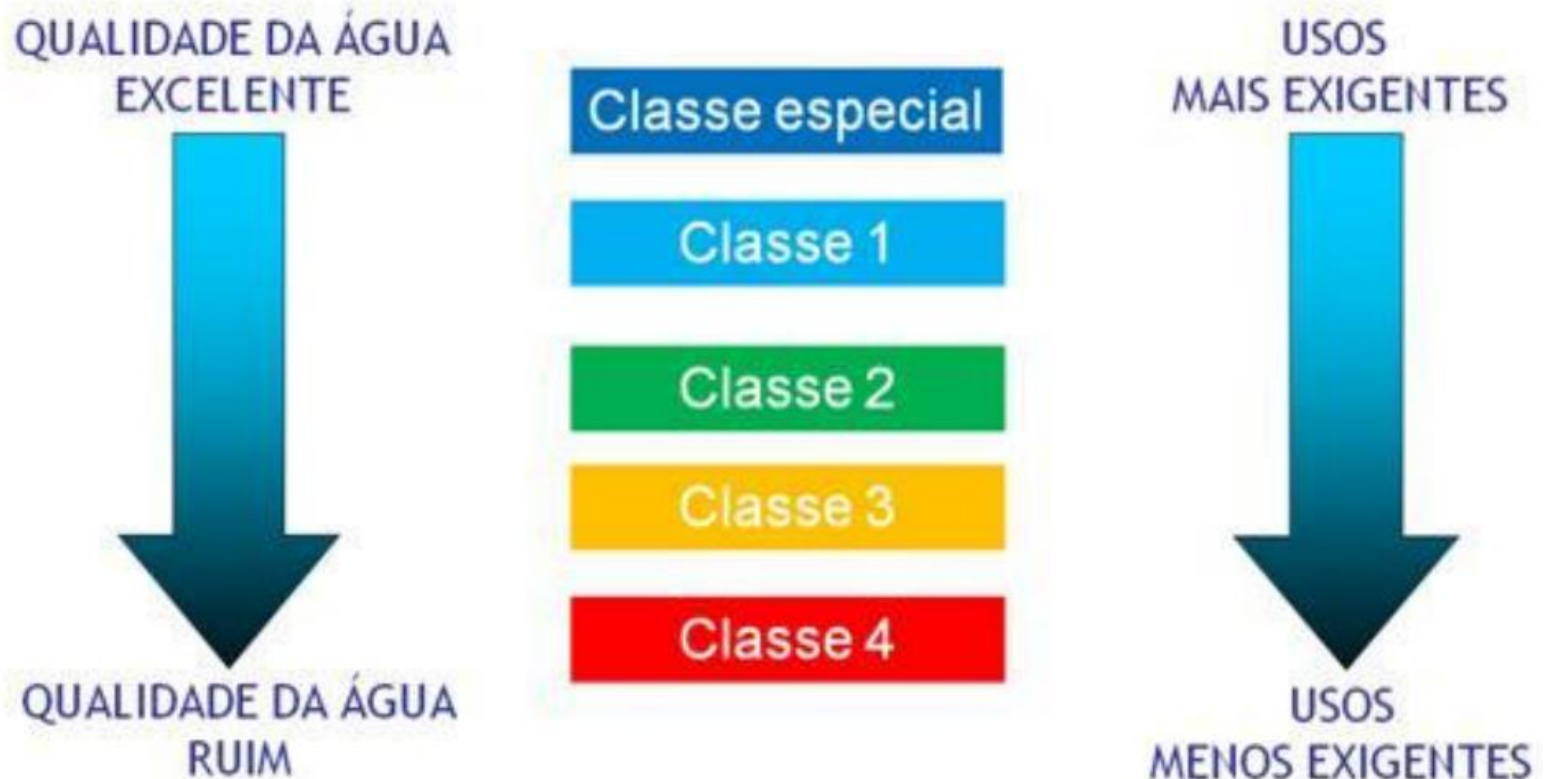 QUALIDADE DA ÁGUA
EXCELENTE
USOS
MAIS EXIGENTES
Classe especial
Classe 1
Classe 2
Classe 3
Classe 4
QUALIDADE DA ÁGUA
RUIM
USOS
MENOS EXIGENTES